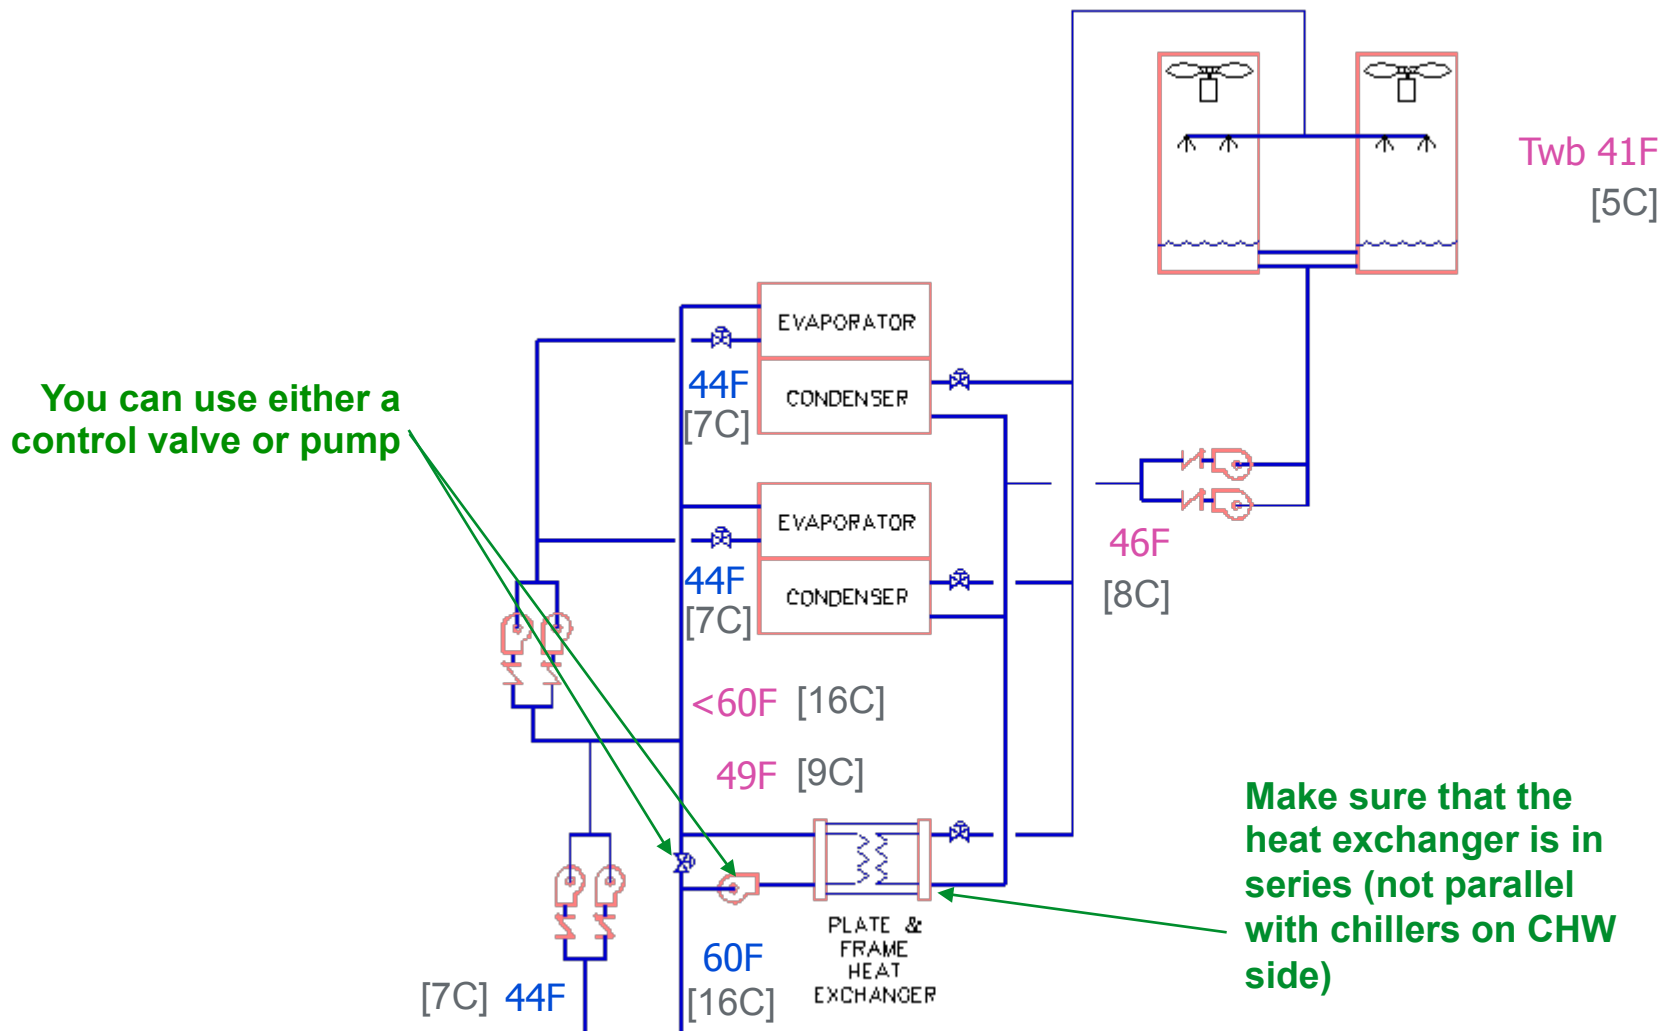 Twb 41F
[5C]
EVAPORATOR
CONDENSER
44F
[7C]
You can use either a
control valve or pump
EVAPORATOR
CONDENSER
44F
[7C]
46F
[8C]
<60F [16C]
49F [9C]
Make sure that the
heat exchanger is in
series (not parallel
with chillers on CHW
side)
PLATE &
FRAME
HEAT
EXCHANGER
60F
[16C]
[7C] 44F